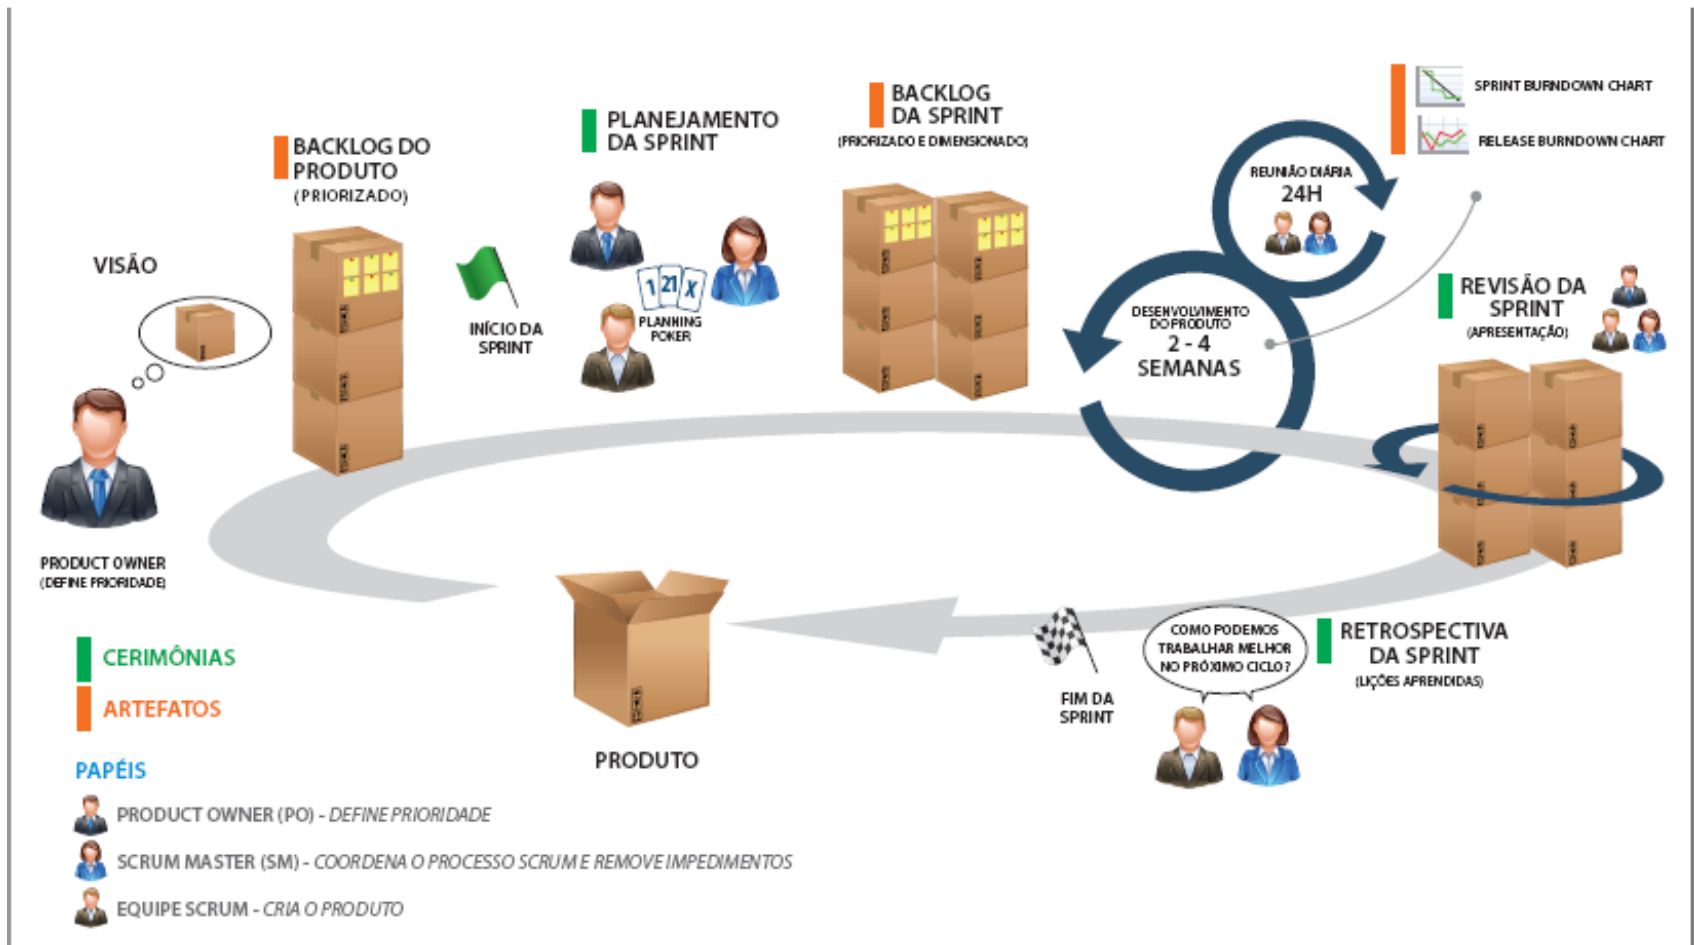 VISÃO
PRODUCT OWNER
(DEFINE PRIORIDADE)
BACKLOG DO
PRODUTO
(PRIORIZADO)
INÍCIO DA
SPRINT
PLANEJAMENTO
DA SPRINT
1 21 X
PLANNING
POKER
BACKLOG
DA SPRINT
(PRIORIZADO E DIMENSIONADO)
REUNIÃO DIÁRIA
24H
DESENVOLVIMENTO
DO PRODUTO
2 - 4
SEMANAS
SPRINT BURNDOWN CHART
RELEASE BURNDOWN CHART
REVISÃO DA
SPRINT
(APRESENTAÇÃO)
RETROSPECTIVA
DA SPRINT
(LIÇÕES APRENDIDAS)
COMO PODEMOS
TRABALHAR MELHOR
NO PRÓXIMO CICLO?
FIM DA
SPRINT
PRODUTO
CERIMÔNIAS
ARTEFATOS
PAPÉIS
PRODUCT OWNER (PO) - DEFINE PRIORIDADE
SCRUM MASTER (SM) - COORDENA O PROCESSO SCRUM E REMOVE IMPEDIMENTOS
EQUIPE SCRUM - CRIA O PRODUTO